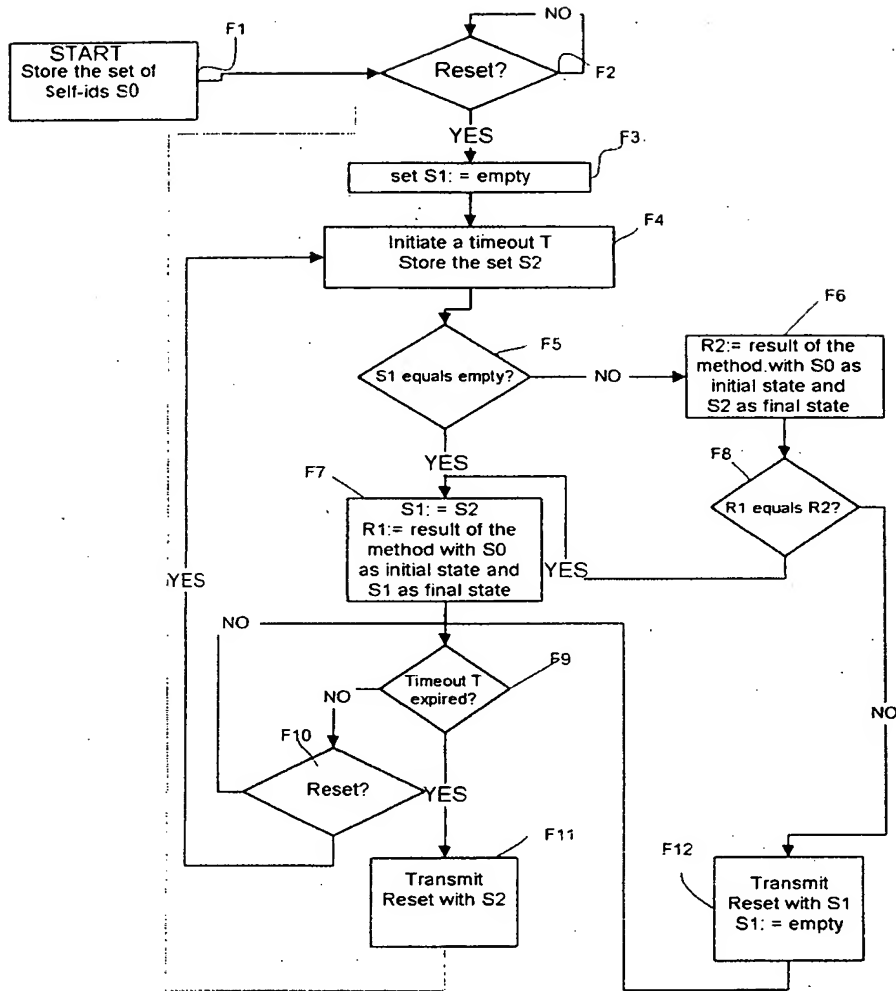 NO
F1
START
Store the set of
Self-ids S0
Reset?
F2
YES
F3.
set S1: = empty
F4
Initiate a timeout T
Store the set S2
F6
F5
S1 equals empty?
NO
R2:= result of the
method.with S0 as
initial state and
S2 as final state
YES
F8
F7
R1 equals R2?
S1: = S2
R1:= result of the
method with S0
as initial state and
S1 as final state
YES
YES
NO
F9
Timeout T
expired?
NO
NO
F10
Reset?
YES
F11
F12
Transmit
Reset with S2
Transmit
Reset with S1
S1: = empty